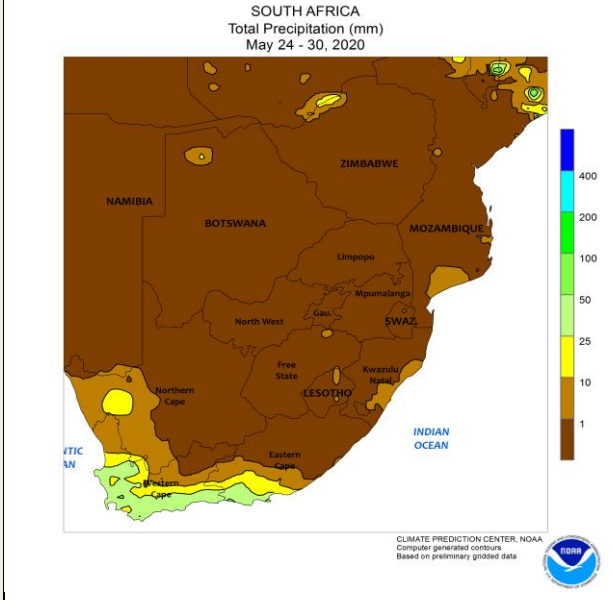 SOUTH AFRICA
Total Precipitation (mm)
May 24 - 30, 2020
ZIMBABWE
NAMIBIA
BOTSWANA
MOZAMBIQUE
Limpopo
Mpumalanga
North West
Gau.
SWAZ.
Free
State
Kwazulu
Natal
Northern
Cape
LESOTHO
Eastern
Cape
Western
Cape
NTIC
AN
INDIAN
OCEAN
400
200
100
50
25
10
1
CLIMATE PREDICTION CENTER, NOAA
Computer generated contours
Based on preliminary gridded data
NOAA